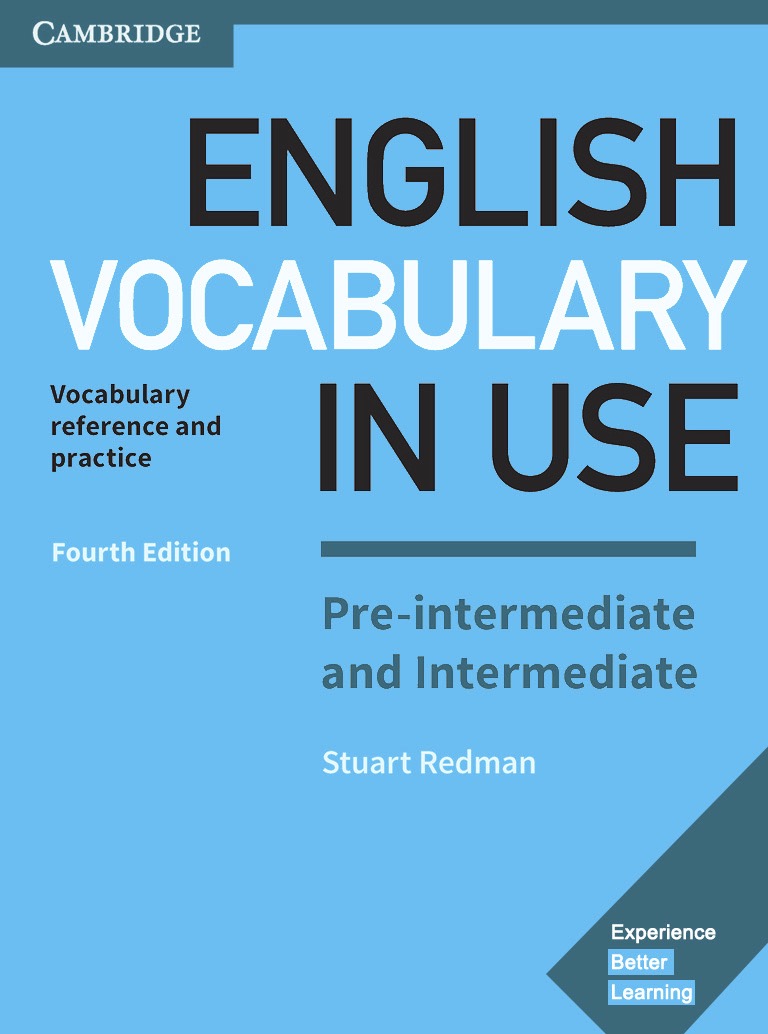 CAMBRIDGE
ENGLISH
VOCABULARY
IN USE
Vocabulary
reference and
practice
Fourth Edition
Pre-intermediate
and Intermediate
Stuart Redman
Experience
Better
Learning